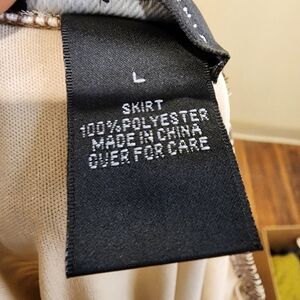 L
SKIRT
100%POLYESTER
MADE IN CHINA
OVER FOR CARE